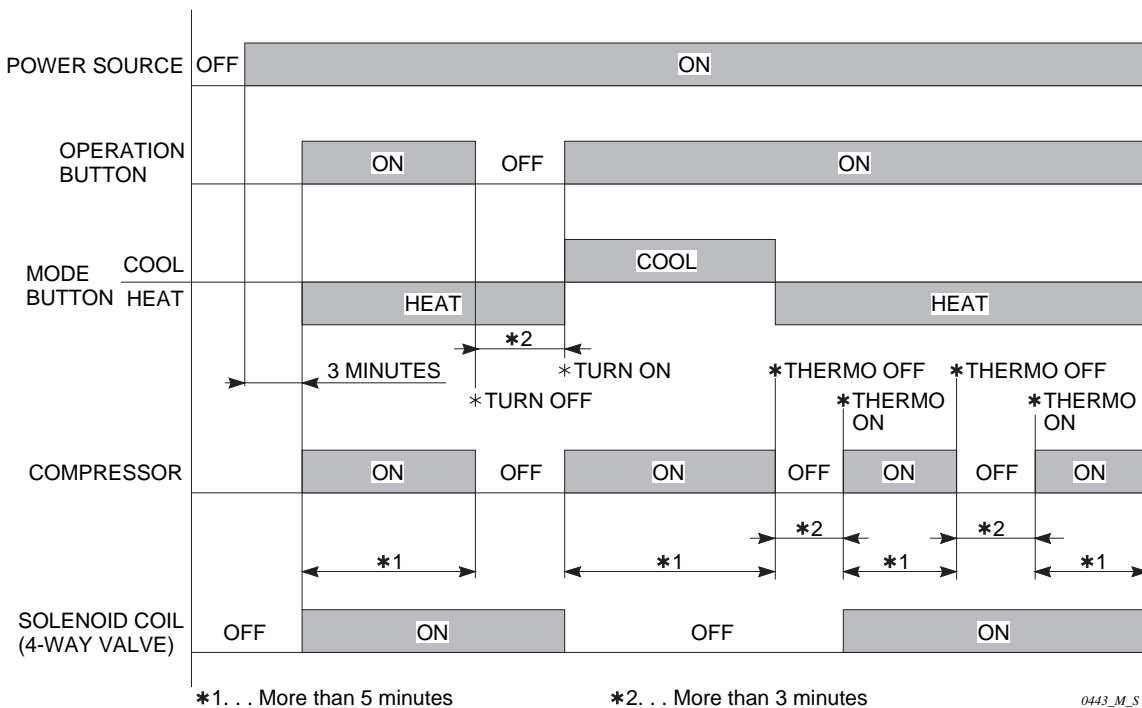 POWER SOURCE OFF ON
OPERATION
BUTTON
ON OFF ON
MODE
BUTTON
COOL
HEAT
COOL
HEAT HEAT
✱2
3 MINUTES
✳TURN ON
✱THERMO OFF ✱THERMO OFF
✳TURN OFF
✱THERMO
ON
✱THERMO
ON
COMPRESSOR ON OFF ON OFF ON OFF ON
✱2 ✱2
✱1 ✱1 ✱1 ✱1
SOLENOID COIL
(4-WAY VALVE)
OFF ON OFF ON
✱1. . . More than 5 minutes ✱2. . . More than 3 minutes
0443_M_S